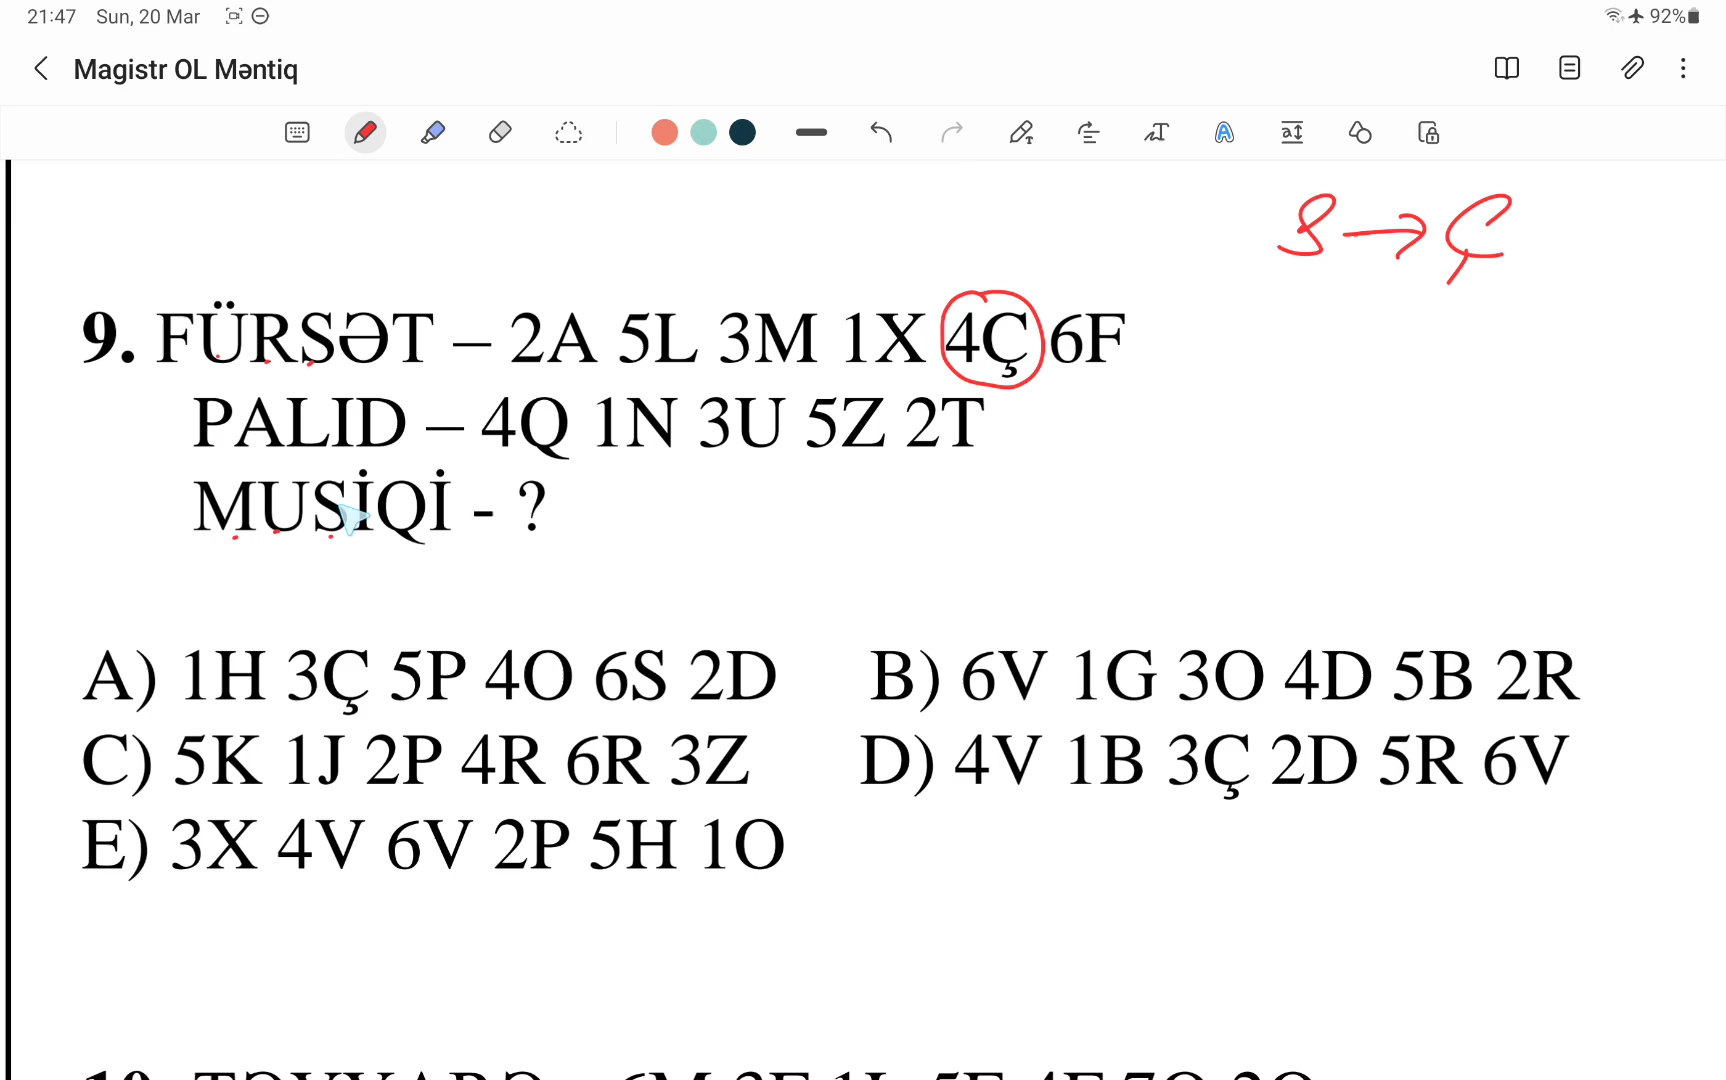 21:47 Sun, 20 Mar 92%
Magistr OL Məntiq
S → Ç
9. FÜRSƏT – 2A 5L 3M 1X 4Ç 6F
PALID – 4Q 1N 3U 5Z 2T
MUSİQİ - ?
A) 1H 3Ç 5P 4O 6S 2D B) 6V 1G 3O 4D 5B 2R
C) 5K 1J 2P 4R 6R 3Z D) 4V 1B 3Ç 2D 5R 6V
E) 3X 4V 6V 2P 5H 1O